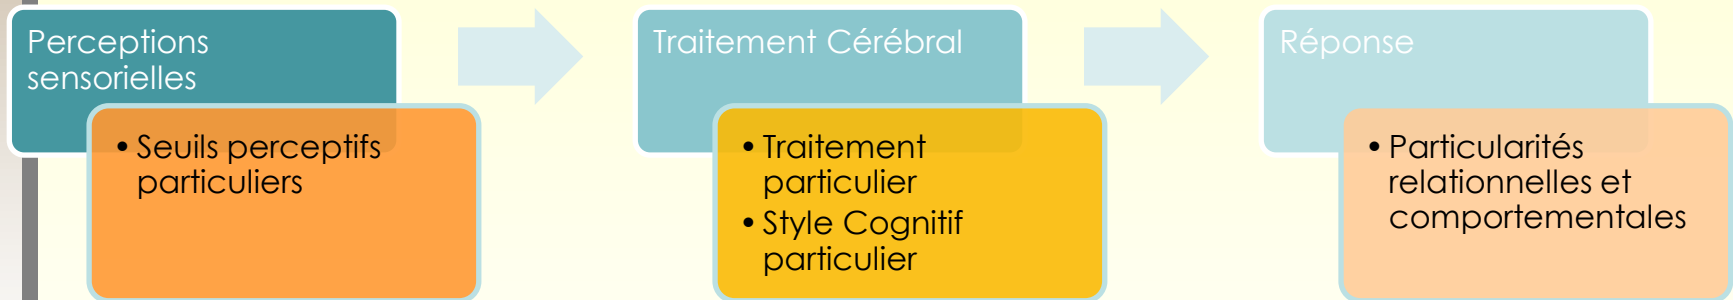 Perceptions
sensorielles
• Seuils perceptifs
particuliers
Traitement Cérébral
• Traitement
particulier
• Style Cognitif
particulier
Réponse
• Particularités
relationnelles et
comportementales